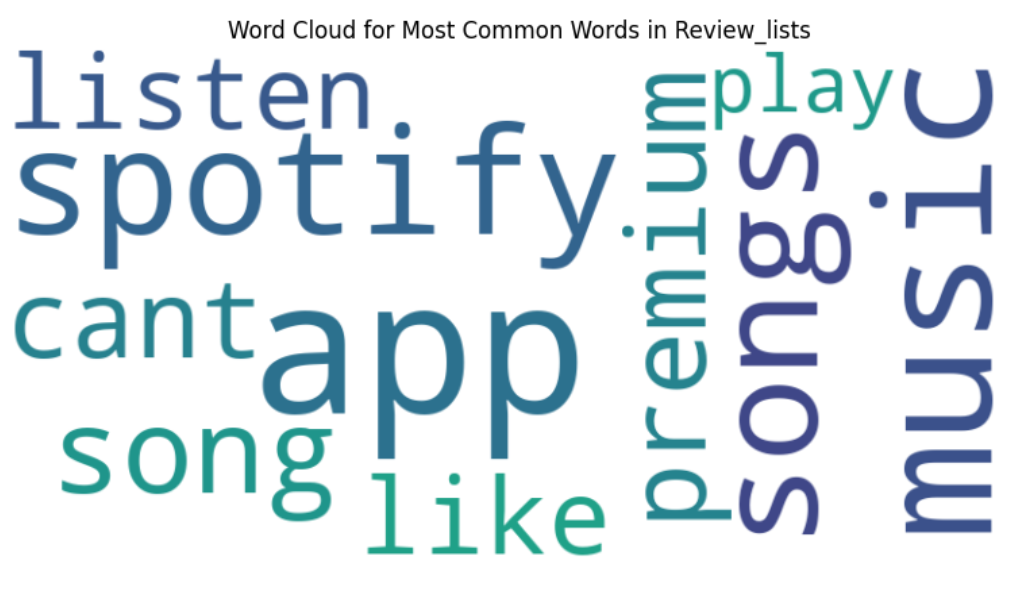 Word Cloud for Most Common Words in Review_lists
listen
spotify
cant
app
song
like
premium
play
songs
music